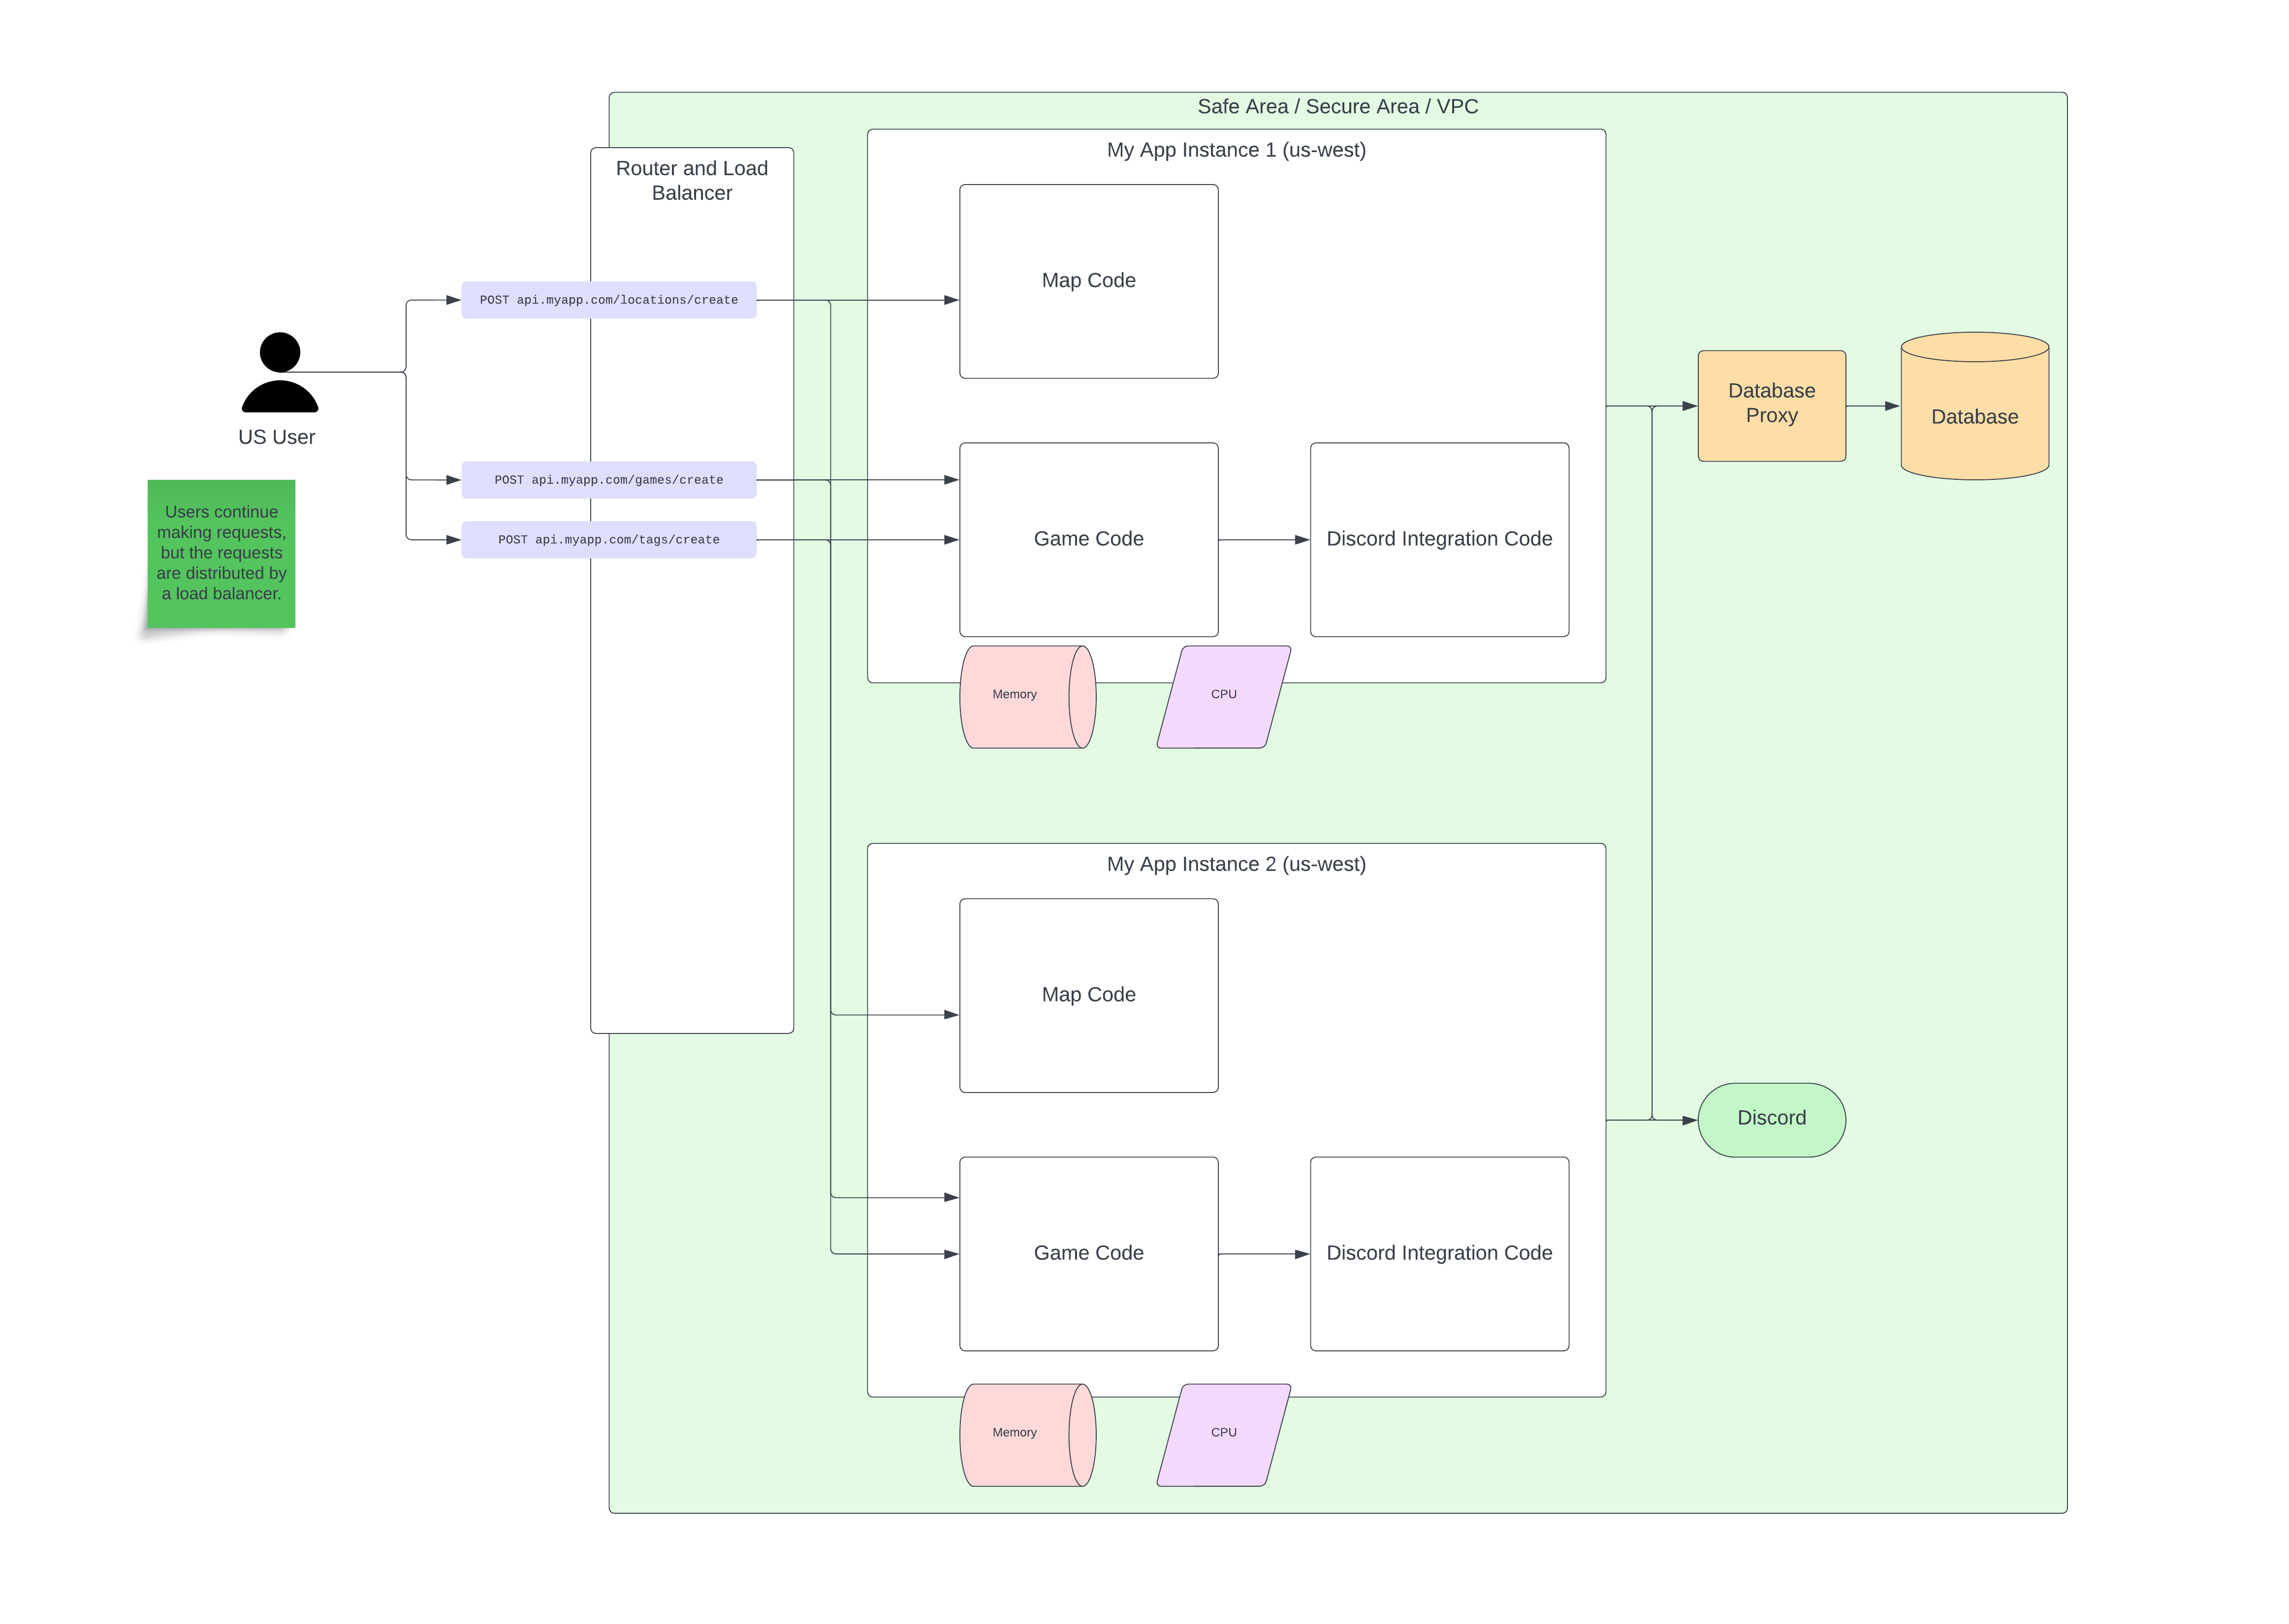 Safe Area / Secure Area / VPC
Router and Load
Balancer
My App Instance 1 (us-west)
Map Code
POST api.myapp.com/locations/create
US User
POST api.myapp.com/games/create
POST api.myapp.com/tags/create
Users continue
making requests,
but the requests
are distributed by
a load balancer.
Game Code
Discord Integration Code
Memory
CPU
Database
Proxy
Database
My App Instance 2 (us-west)
Map Code
Game Code
Discord Integration Code
Memory
CPU
Discord